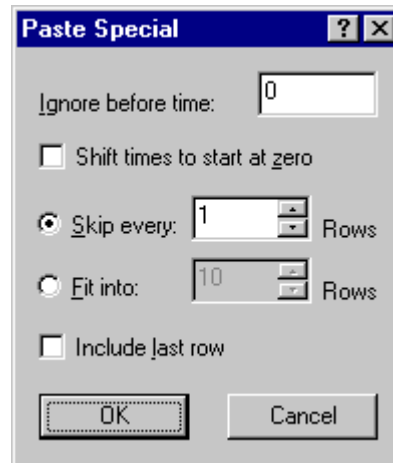 Paste Special
Ignore before time: 0
Shift times to start at zero
Skip every: 1 Rows
Fit into: 10 Rows
Include last row
OK Cancel